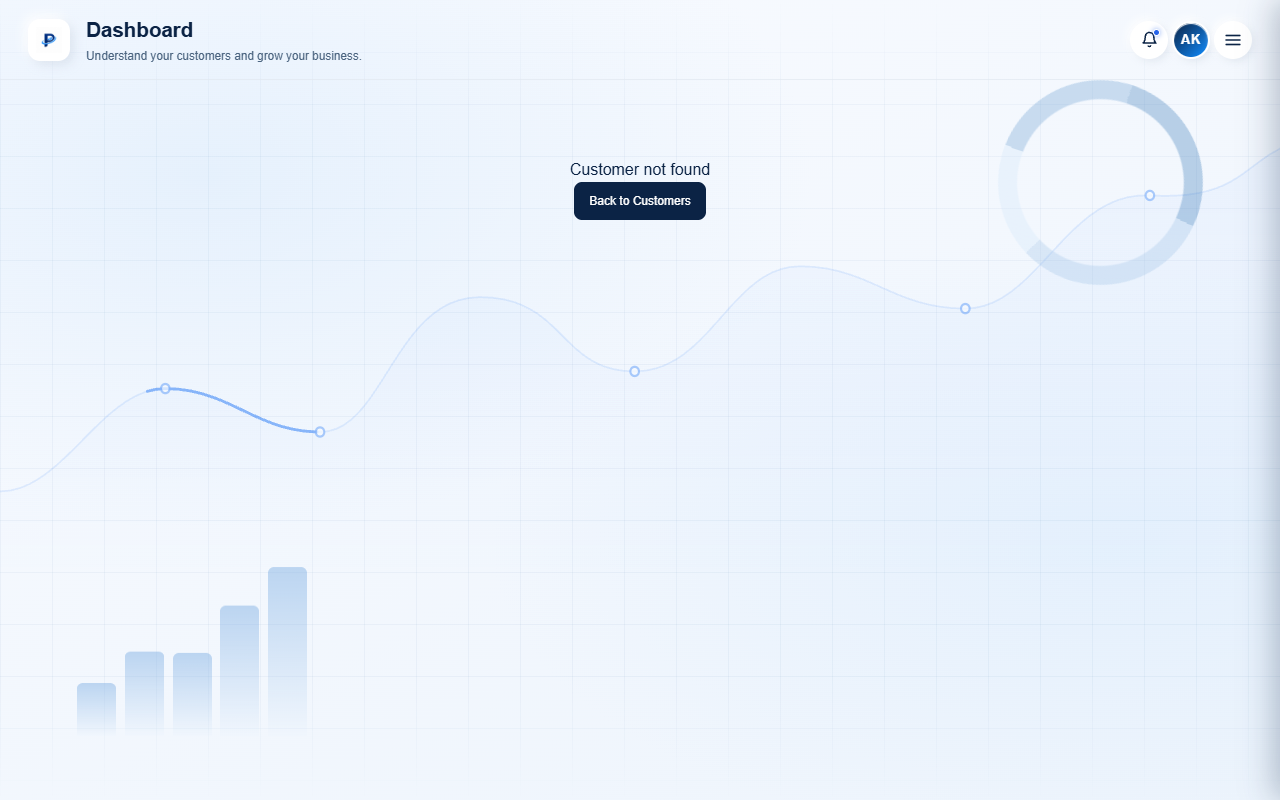 Dashboard
Understand your customers and grow your business.
AK
Customer not found
Back to Customers